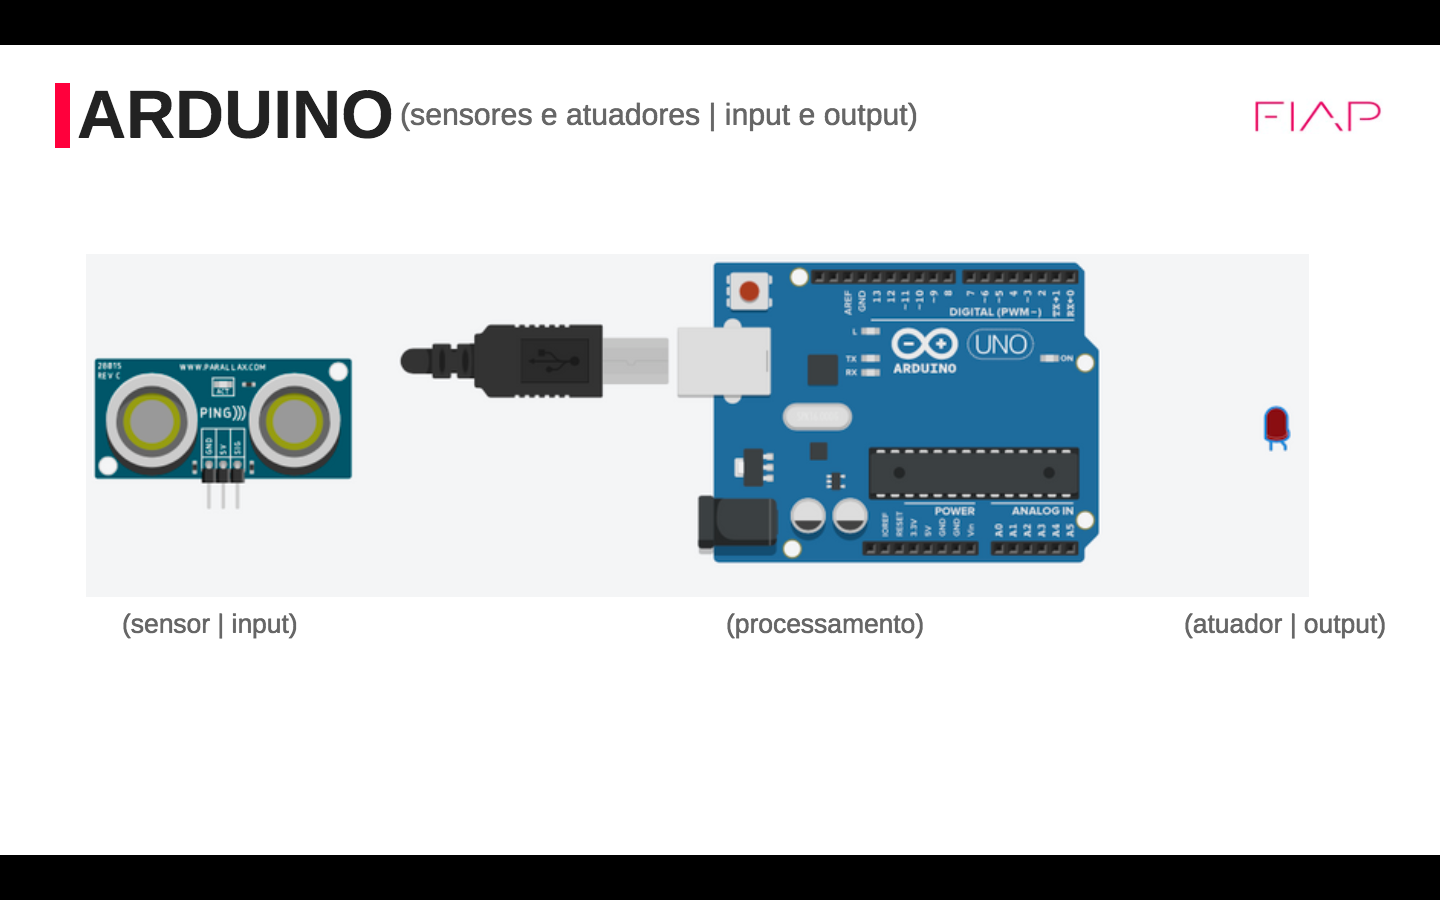 ARDUINO (sensores e atuadores | input e output)
FIAP
28015
REV C
WWW.PARALLAX.COM
ACT
PING)))
GND
5V
SIG
AREF
GND
13
12
~11
~10
~9
8
7
~6
~5
4
~3
2
TX→1
RX←0
DIGITAL (PWM~)
L
TX
RX
ARDUINO
UNO
ON
POWER
ANALOG IN
IOREF
RESET
3.3V
5V
GND
GND
Vin
A0
A1
A2
A3
A4
A5
(sensor | input)
(processamento)
(atuador | output)